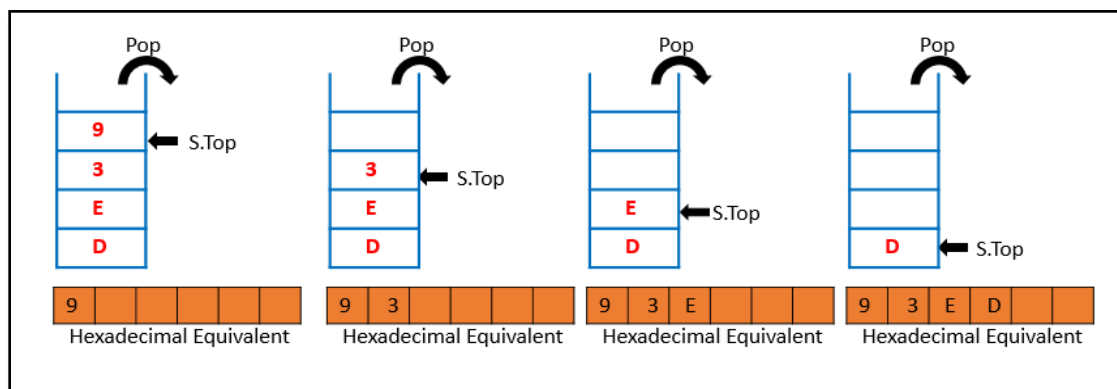 Pop Pop Pop Pop
9
S.Top
3 3
S.Top
E E E
S.Top
D D D D
S.Top
9 9 3 9 3 E 9 3 E D
Hexadecimal Equivalent Hexadecimal Equivalent Hexadecimal Equivalent Hexadecimal Equivalent